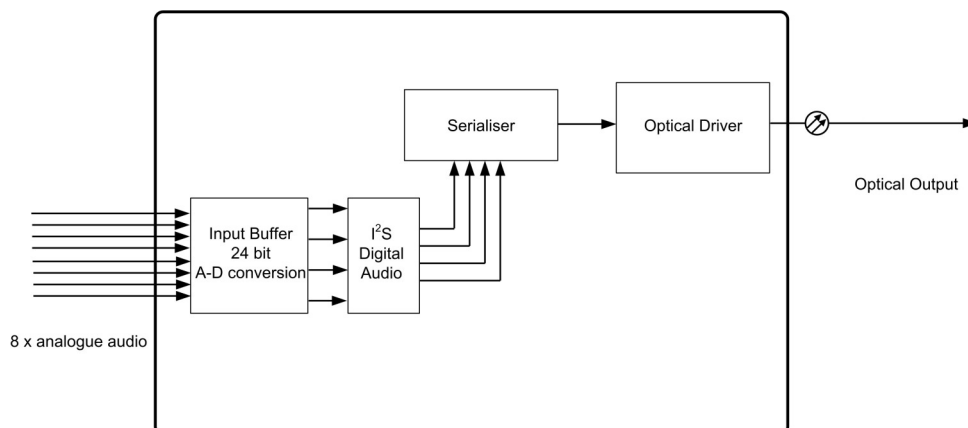 Serialiser
Optical Driver
Optical Output
Input Buffer
24 bit
A-D conversion
I²S
Digital
Audio
8 x analogue audio